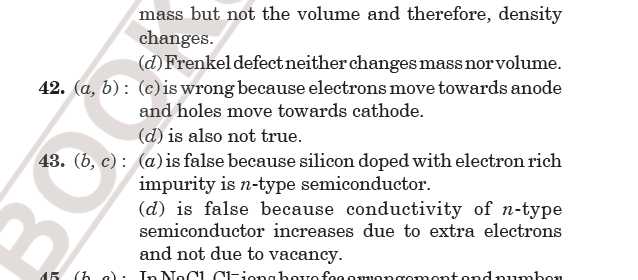 mass but not the volume and therefore, density
changes.
(d) Frenkel defect neither changes mass nor volume.
42. (a, b) : (c) is wrong because electrons move towards anode
and holes move towards cathode.
(d) is also not true.
43. (b, c) : (a) is false because silicon doped with electron rich
impurity is n-type semiconductor.
(d) is false because conductivity of n-type
semiconductor increases due to extra electrons
and not due to vacancy.
45. (b, c) : In NaCl, Cl⁻ ions have fcc arrangement and number